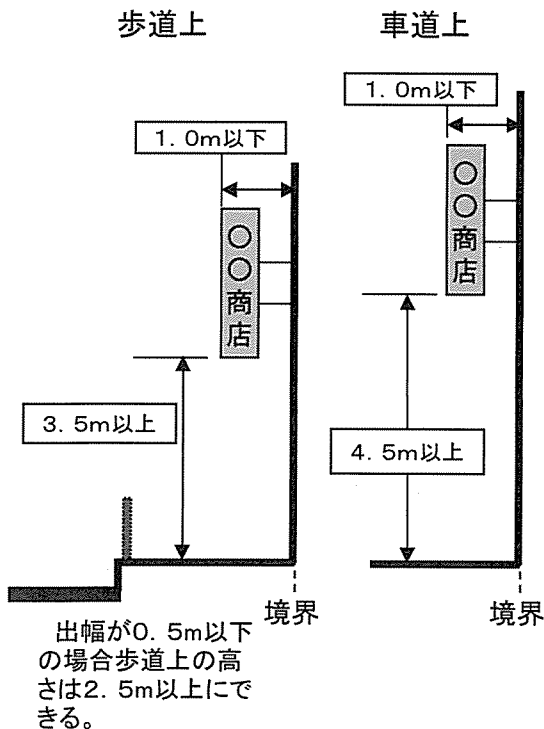 歩道上
車道上
1.0m以下
1.0m以下
○○商店
○○商店
3.5m以上
4.5m以上
境界
境界
出幅が0.5m以下
の場合歩道上の高
さは2.5m以上にで
きる。